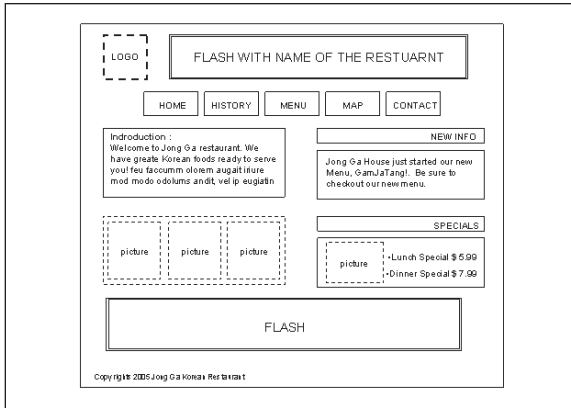 LOGO
FLASH WITH NAME OF THE RESTUARNT
HOME HISTORY MENU MAP CONTACT
Indroduction :
Welcome to Jong Ga restaurant. We
have greate Korean foods ready to serve
you! feu faccumm olorem augait iriure
mod modo odolums andit, vel ip eugiatin
NEW INFO
Jong Ga House just started our new
Menu, GamJaTang!. Be sure to
checkout our new menu.
picture picture picture
SPECIALS
picture
•Lunch Special $ 5.99
•Dinner Special $ 7.99
FLASH
Copy rights 2005 Jong Ga Korean Restaurant